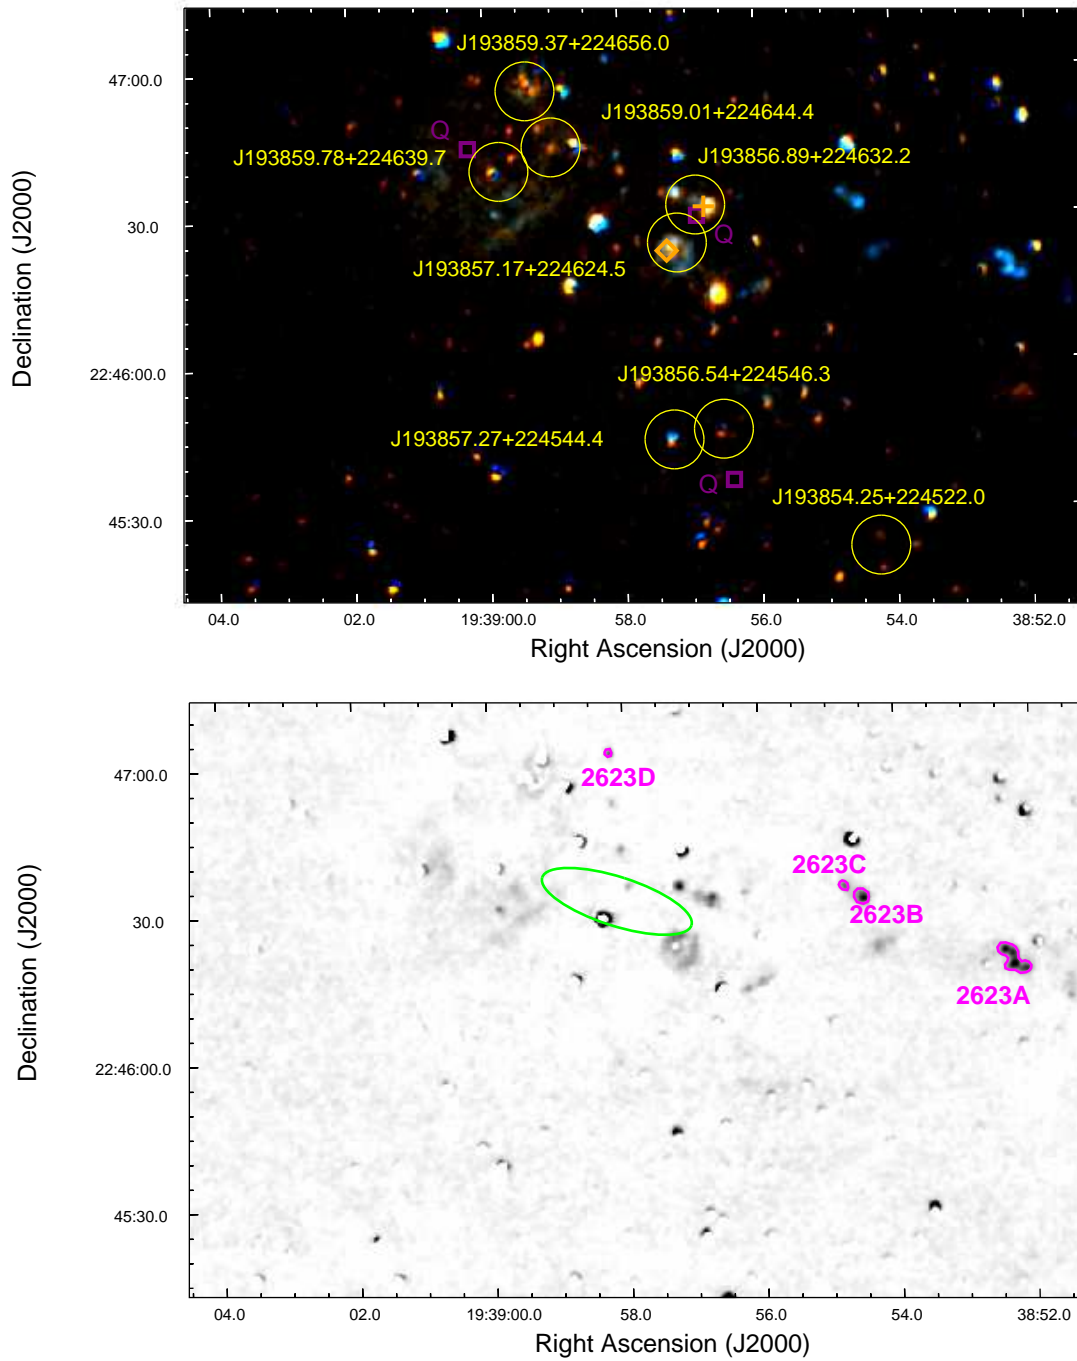 J193859.37+224656.0
47:00.0
J193859.01+224644.4
Q
J193859.78+224639.7
J193856.89+224632.2
30.0
Q
J193857.17+224624.5
Declination (J2000)
22:46:00.0
J193856.54+224546.3
J193857.27+224544.4
Q
J193854.25+224522.0
45:30.0
04.0 02.0 19:39:00.0 58.0 56.0 54.0 38:52.0
Right Ascension (J2000)
47:00.0
2623D
2623C
2623B
30.0
2623A
Declination (J2000)
22:46:00.0
45:30.0
04.0 02.0 19:39:00.0 58.0 56.0 54.0 38:52.0
Right Ascension (J2000)